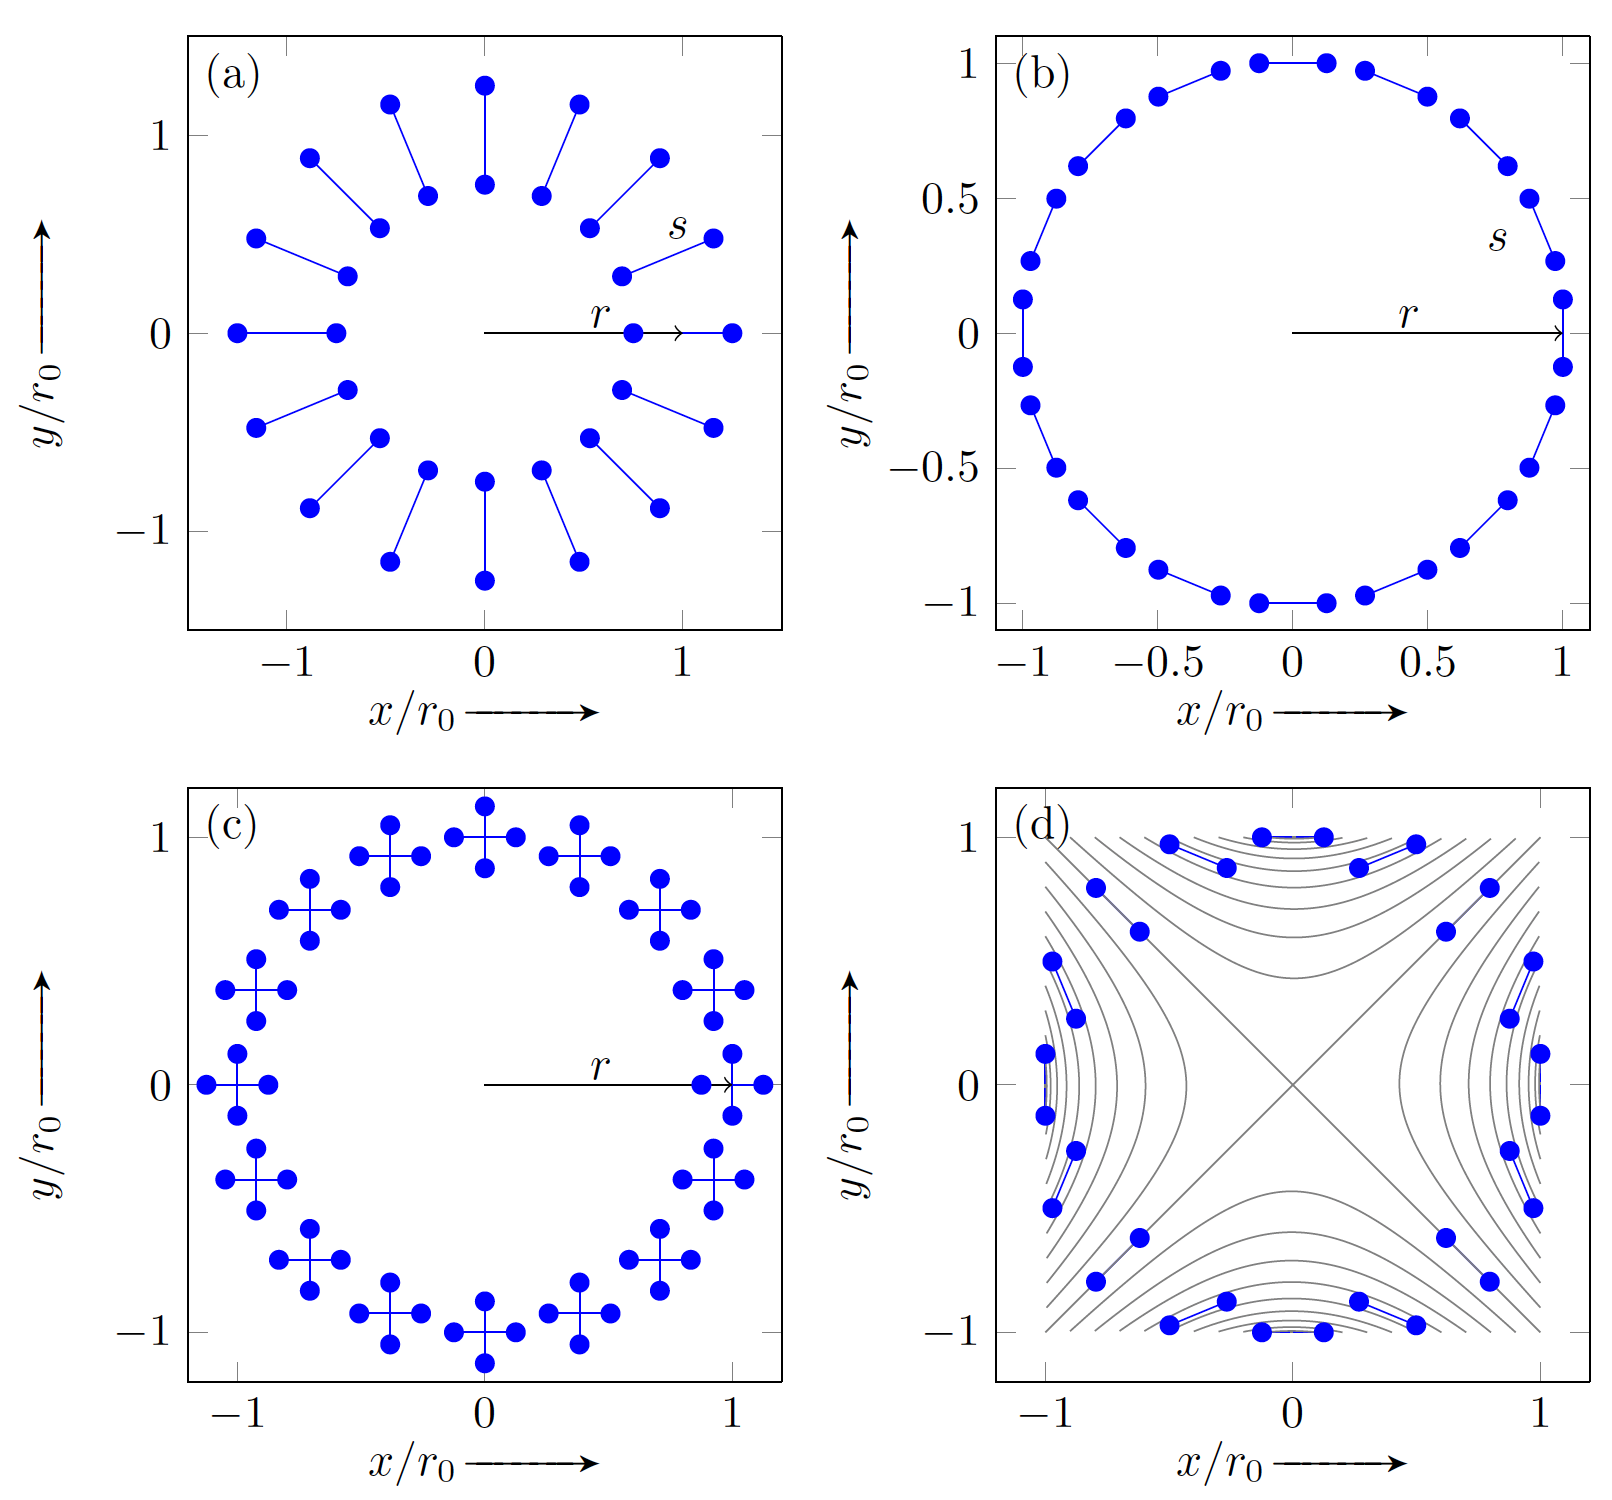 (a)
s
r
1
0
−1
−1 0 1
y/r₀
x/r₀
(b)
s
r
1
0.5
0
−0.5
−1
−1 −0.5 0 0.5 1
y/r₀
x/r₀
(c)
r
1
0
−1
−1 0 1
y/r₀
x/r₀
(d)
1
0
−1
−1 0 1
y/r₀
x/r₀